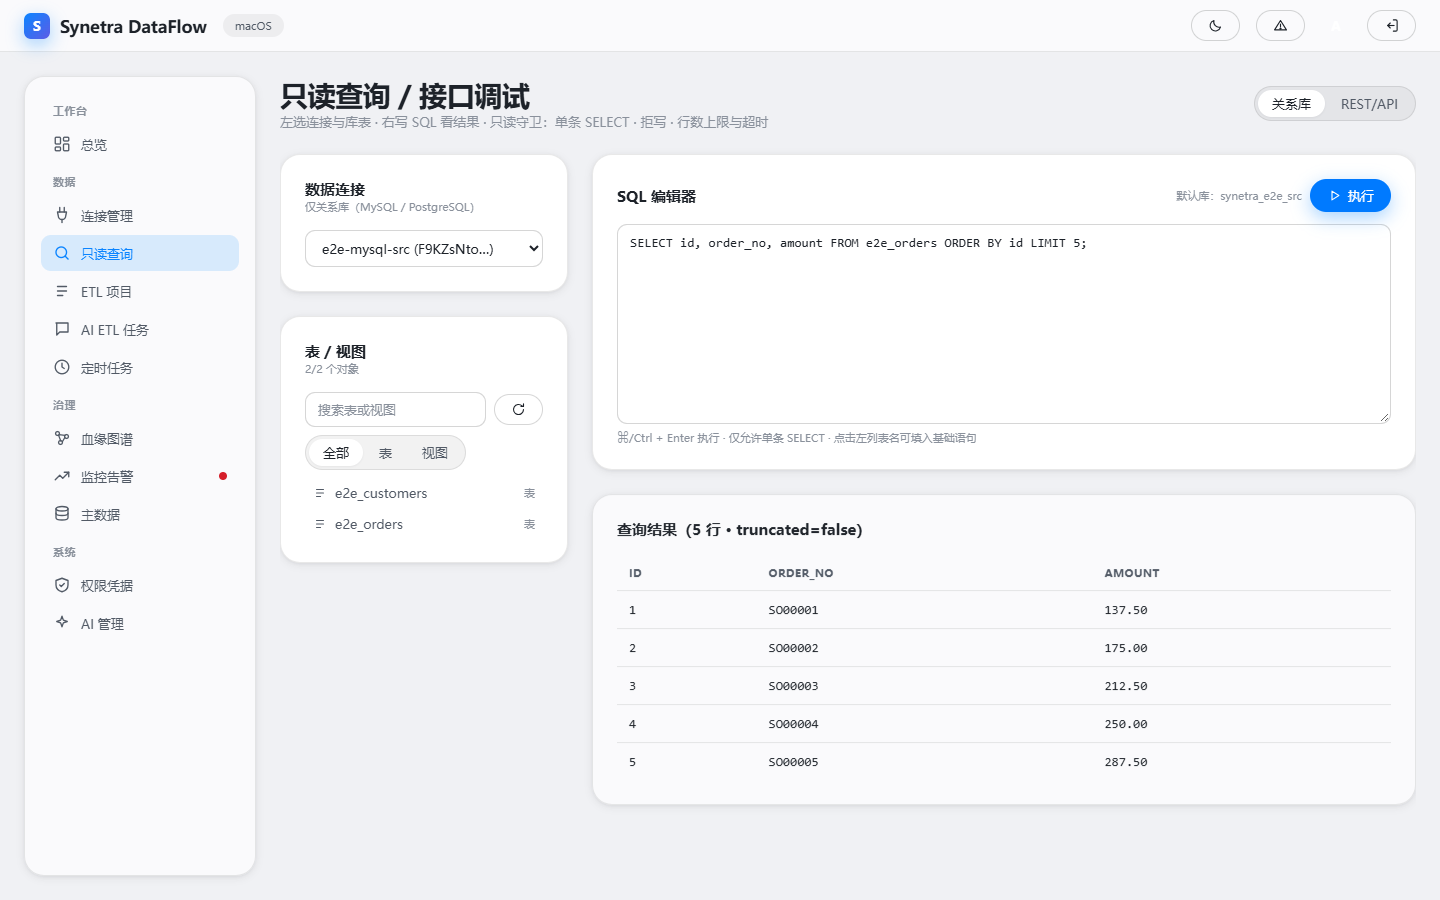 S Synetra DataFlow macOS
工作台
总览
数据
连接管理
只读查询
ETL 项目
AI ETL 任务
定时任务
治理
血缘图谱
监控告警
主数据
系统
权限凭据
AI 管理
只读查询 / 接口调试
左选连接与库表 · 右写 SQL 看结果 · 只读守卫：单条 SELECT · 拒写 · 行数上限与超时
关系库 REST/API
数据连接
仅关系库（MySQL / PostgreSQL）
e2e-mysql-src (F9KZsNto...)
表 / 视图
2/2 个对象
搜索表或视图
全部 表 视图
e2e_customers 表
e2e_orders 表
SQL 编辑器 默认库：synetra_e2e_src 执行
SELECT id, order_no, amount FROM e2e_orders ORDER BY id LIMIT 5;
⌘/Ctrl + Enter 执行 · 仅允许单条 SELECT · 点击左列表名可填入基础语句
查询结果（5 行 • truncated=false）
ID ORDER_NO AMOUNT
1 SO00001 137.50
2 SO00002 175.00
3 SO00003 212.50
4 SO00004 250.00
5 SO00005 287.50